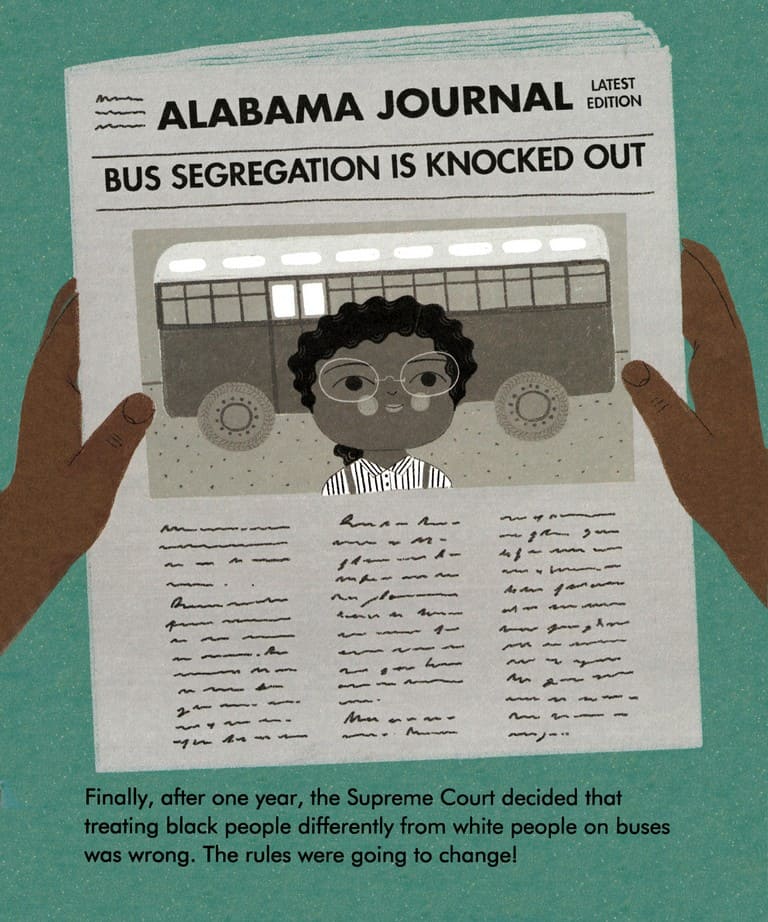 ALABAMA JOURNAL
LATEST
EDITION
BUS SEGREGATION IS KNOCKED OUT
Finally, after one year, the Supreme Court decided that
treating black people differently from white people on buses
was wrong. The rules were going to change!